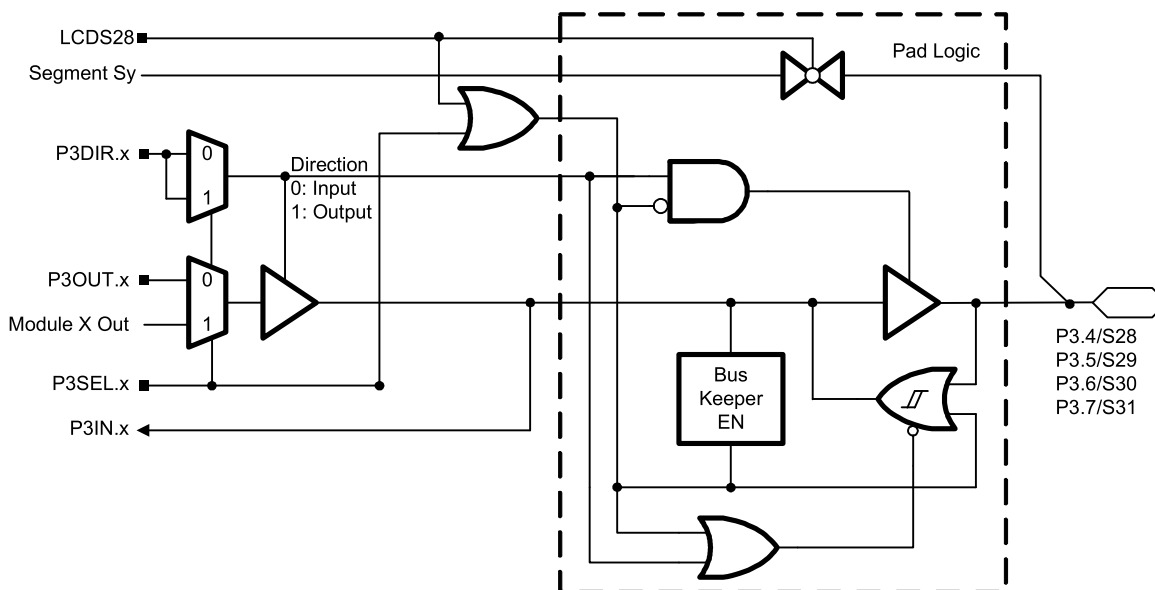 LCDS28
Pad Logic
Segment Sy
P3DIR.x
0
1
Direction
0: Input
1: Output
P3OUT.x
0
Module X Out
1
P3SEL.x
P3IN.x
Bus
Keeper
EN
P3.4/S28
P3.5/S29
P3.6/S30
P3.7/S31